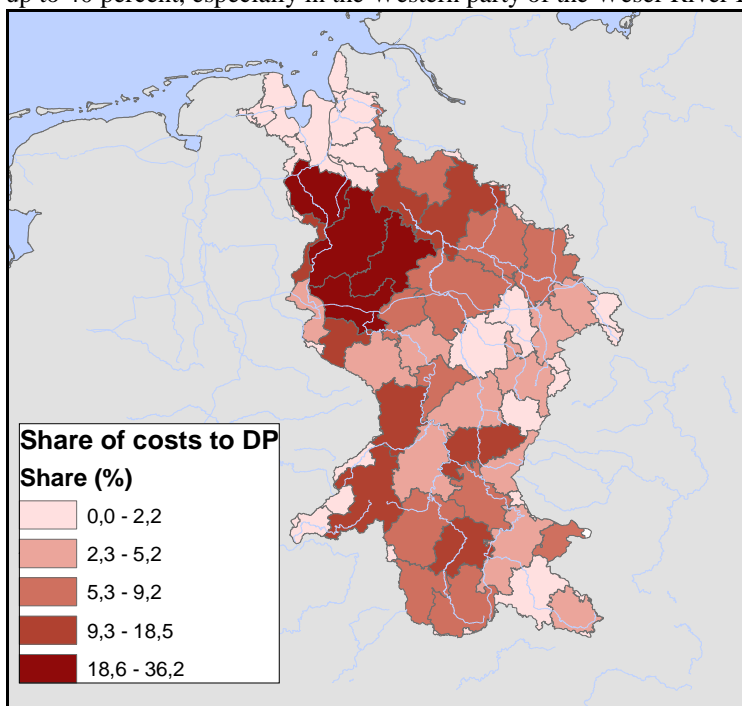 up to 40 percent, especially in the Western party of the Weser River
Share of costs to DP
Share (%)
0,0 - 2,2
2,3 - 5,2
5,3 - 9,2
9,3 - 18,5
18,6 - 36,2